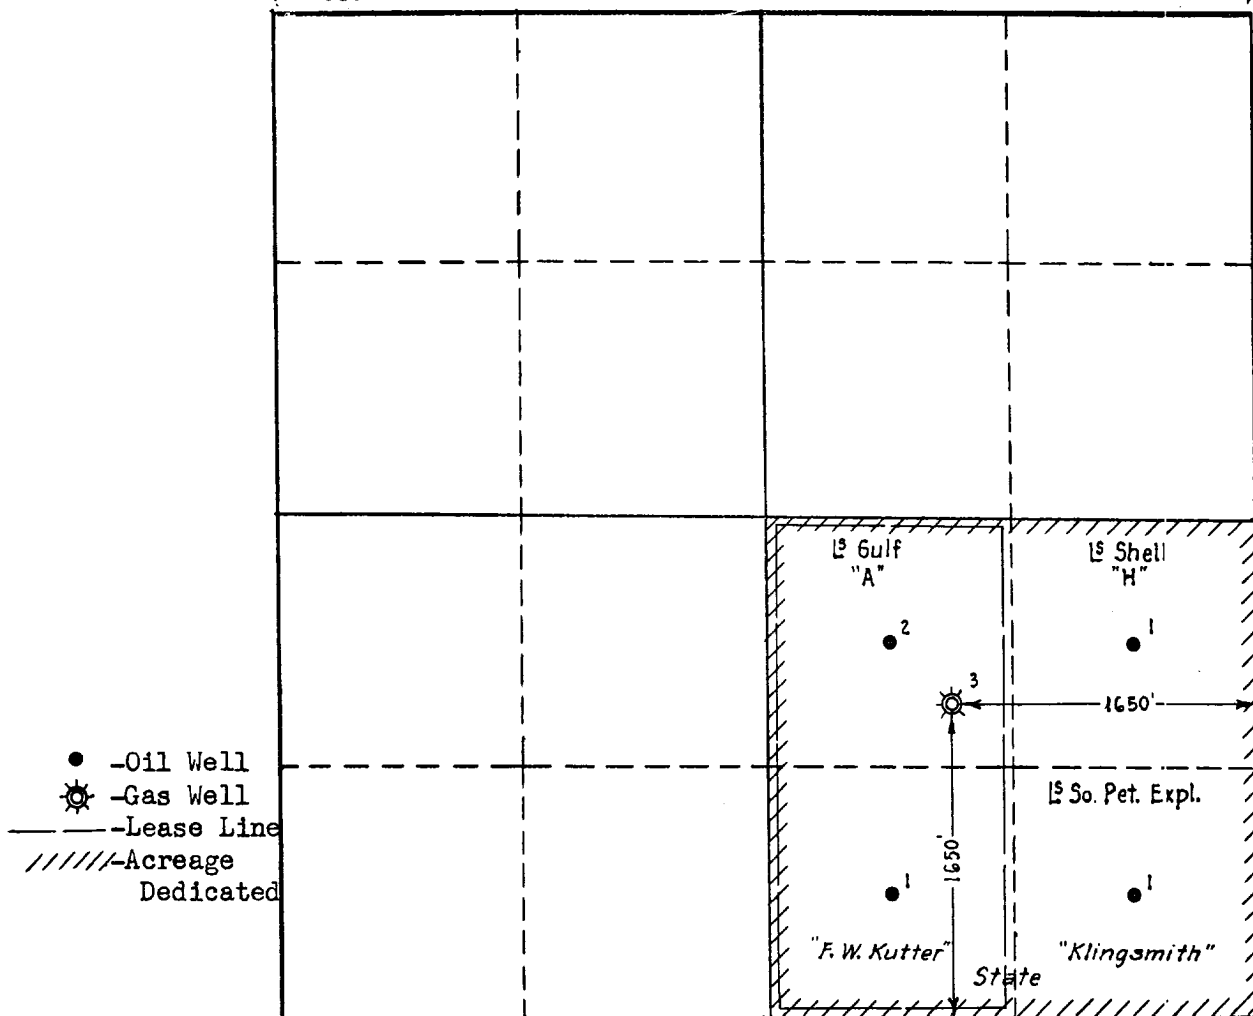 Ls Gulf
"A"
Ls Shell
"H"
2
1
3
1650'
-Oil Well
-Gas Well
-Lease Line
-Acreage
Dedicated
Ls So. Pet. Expl.
1650'
1
1
"F. W. Kutter"
"Klingsmith"
State